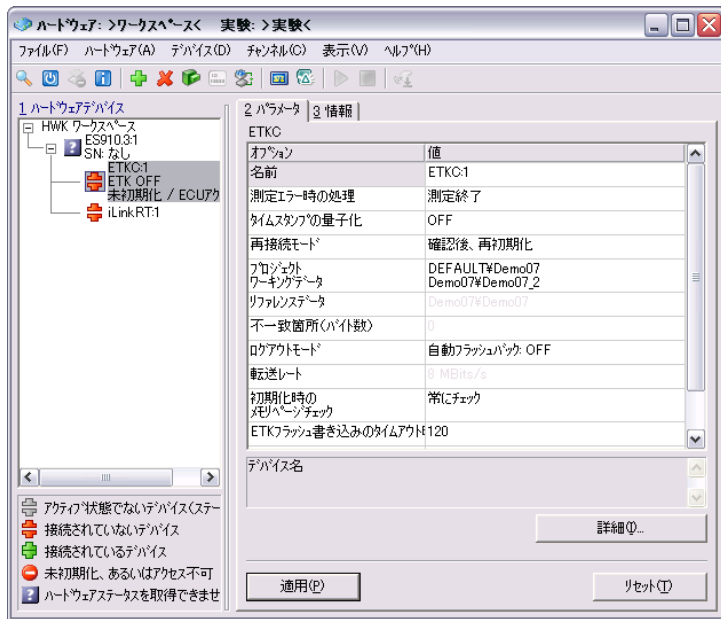 ハードウェア: >ワークスペース<　実験: >実験<
ファイル(F) ハードウェア(A) デバイス(D) チャンネル(C) 表示(V) ヘルプ(H)
1 ハードウェアデバイス
HWK ワークスペース
ES910.3:1
SN: なし
ETKC:1
ETK OFF
未初期化 / ECUアク
iLinkRT:1
アクティブ状態でないデバイス(ステー
接続されていないデバイス
接続されているデバイス
未初期化、あるいはアクセス不可
ハードウェアステータスを取得できませ
2 パラメータ 3 情報
ETKC
オプション 値
名前 ETKC:1
測定エラー時の処理 測定終了
タイムスタンプの量子化 OFF
再接続モード 確認後、再初期化
プロジェクト DEFAULT¥Demo07
ワーキングデータ Demo07¥Demo07_2
リファレンスデータ Demo07¥Demo07
不一致箇所(バイト数) 0
ログアウトモード 自動フラッシュバック: OFF
転送レート 8 MBits/s
初期化時の
メモリページチェック 常にチェック
ETKフラッシュ書き込みのタイムアウト 120
デバイス名
詳細(I)...
適用(P) リセット(T)